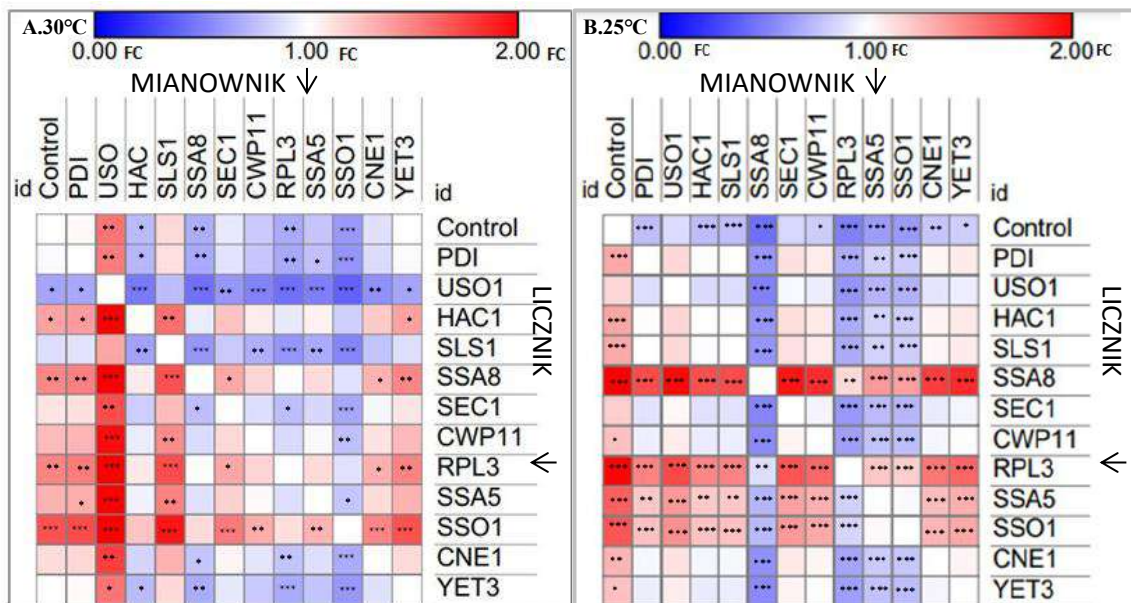 A.30°C
0.00 FC 1.00 FC 2.00 FC
MIANOWNIK ↓
id Control PDI USO HAC SLS1 SSA8 SEC1 CWP11 RPL3 SSA5 SSO1 CNE1 YET3 id
Control
PDI
USO1
HAC1
SLS1
SSA8
SEC1
CWP11
RPL3
SSA5
SSO1
CNE1
YET3
LICZNIK
←
B.25°C
0.00 FC 1.00 FC 2.00 FC
MIANOWNIK ↓
id Control PDI USO1 HAC1 SLS1 SSA8 SEC1 CWP11 RPL3 SSA5 SSO1 CNE1 YET3 id
Control
PDI
USO1
HAC1
SLS1
SSA8
SEC1
CWP11
RPL3
SSA5
SSO1
CNE1
YET3
LICZNIK
←